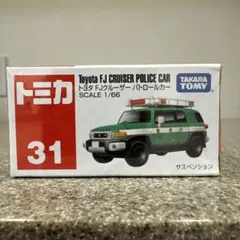 トミカ
31
Toyota FJ CRUISER POLICE CAR
トヨタ FJクルーザー パトロールカー
SCALE 1/66
TAKARA
TOMY
サスペンション